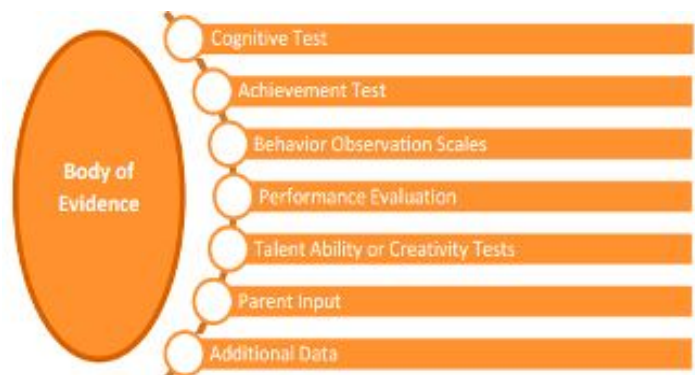 Body of
Evidence
Cognitive Test
Achievement Test
Behavior Observation Scales
Performance Evaluation
Talent Ability or Creativity Tests
Parent Input
Additional Data